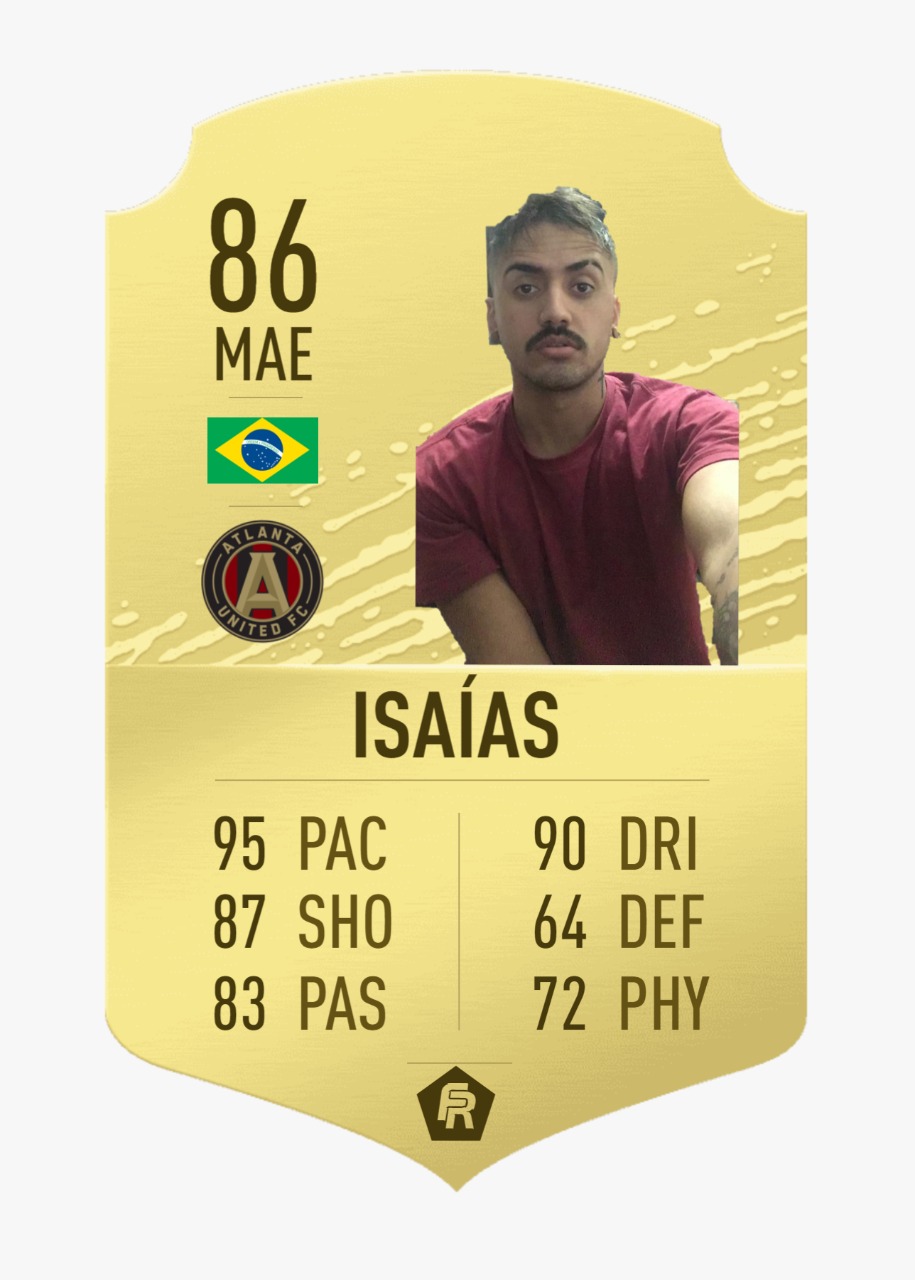 86
MAE
ATLANTA
A
UNITED FC
ISAÍAS
95 PAC
87 SHO
83 PAS
90 DRI
64 DEF
72 PHY
FR